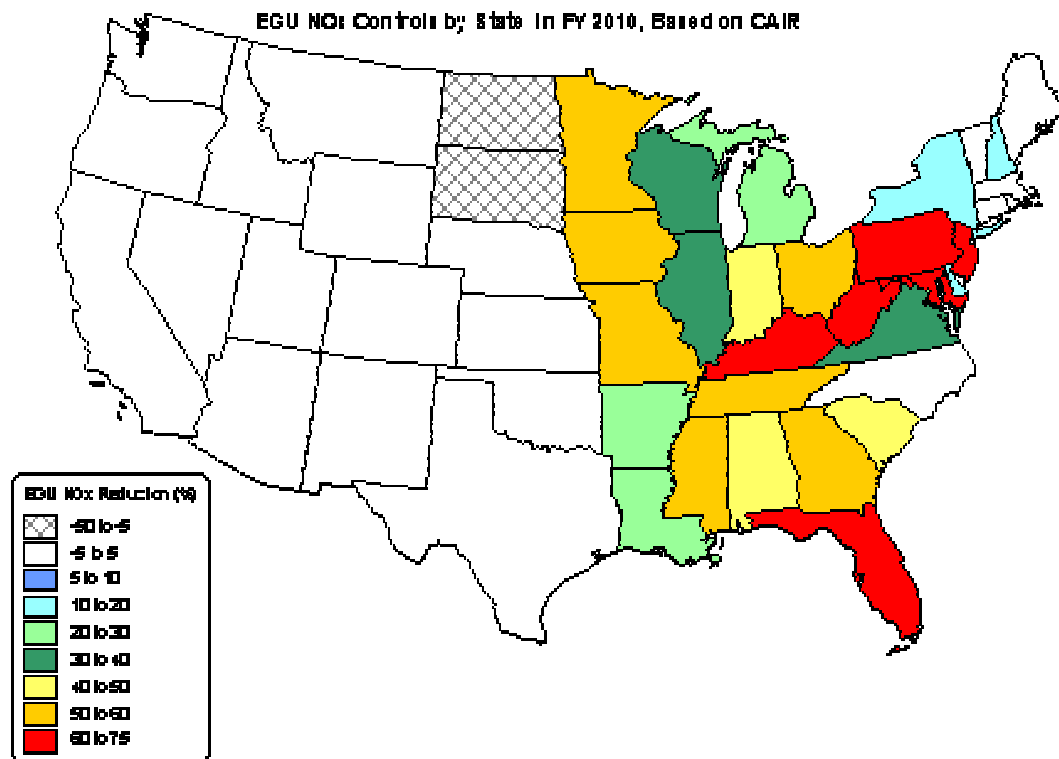 EGU NOx Controls by State in FY 2010, Based on CAIR
EGU NOx Reduction (%)
-50 to -5
-5 to 5
5 to 10
10 to 20
20 to 30
30 to 40
40 to 50
50 to 60
60 to 75